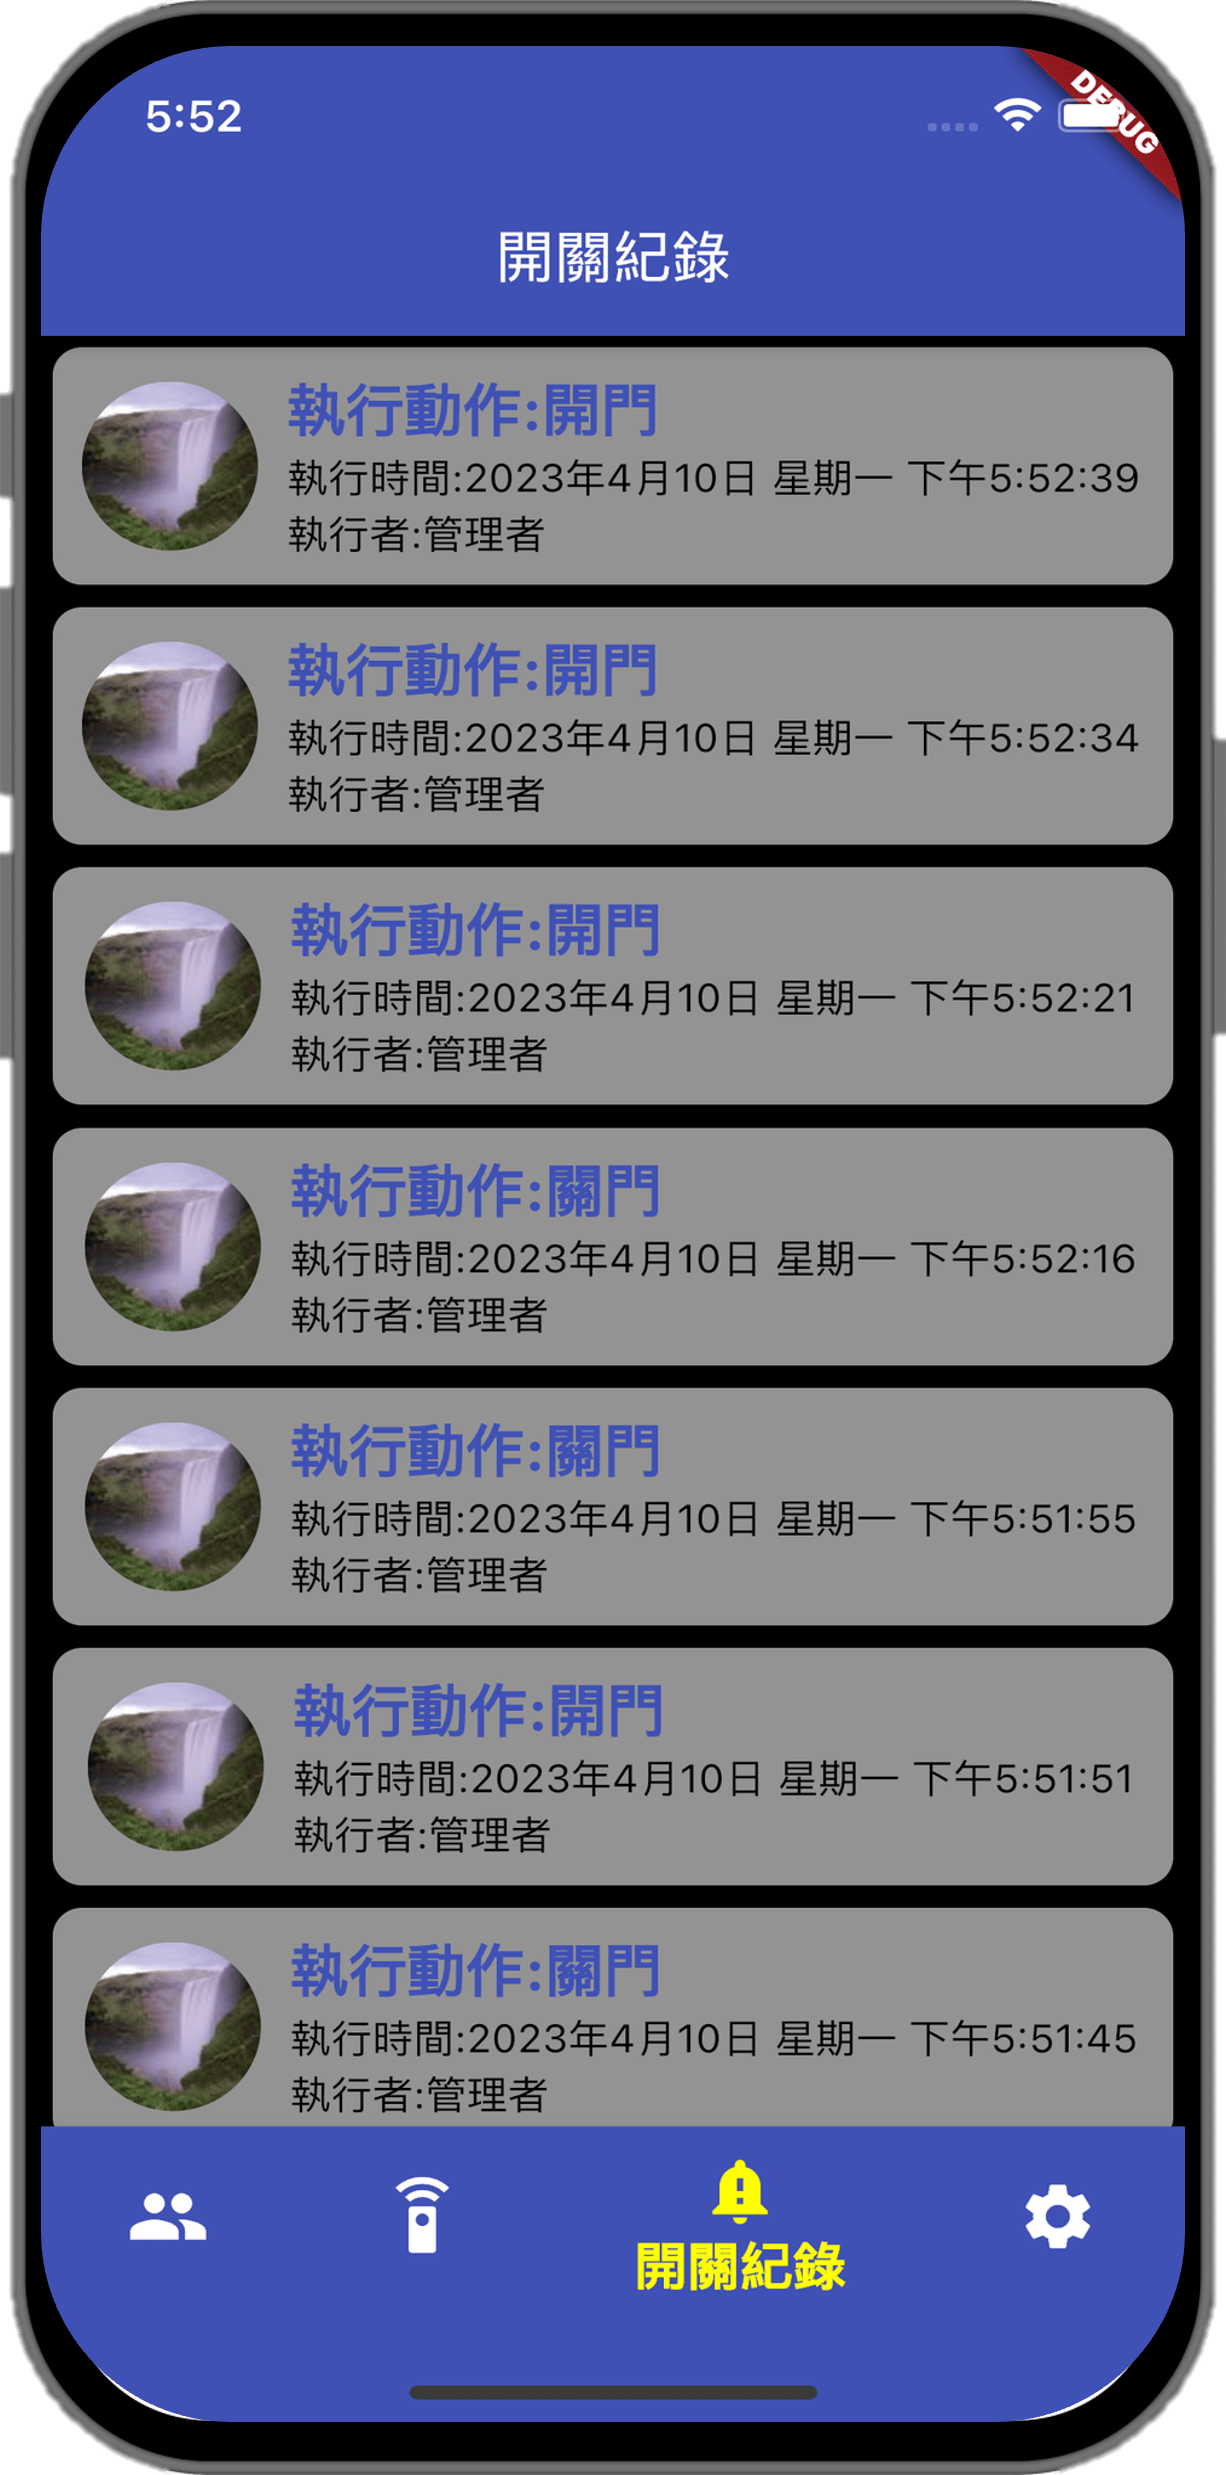 5:52
DEBUG
開關紀錄
執行動作:開門
執行時間:2023年4月10日 星期一 下午5:52:39
執行者:管理者
執行動作:開門
執行時間:2023年4月10日 星期一 下午5:52:34
執行者:管理者
執行動作:開門
執行時間:2023年4月10日 星期一 下午5:52:21
執行者:管理者
執行動作:關門
執行時間:2023年4月10日 星期一 下午5:52:16
執行者:管理者
執行動作:關門
執行時間:2023年4月10日 星期一 下午5:51:55
執行者:管理者
執行動作:開門
執行時間:2023年4月10日 星期一 下午5:51:51
執行者:管理者
執行動作:關門
執行時間:2023年4月10日 星期一 下午5:51:45
執行者:管理者
開關紀錄